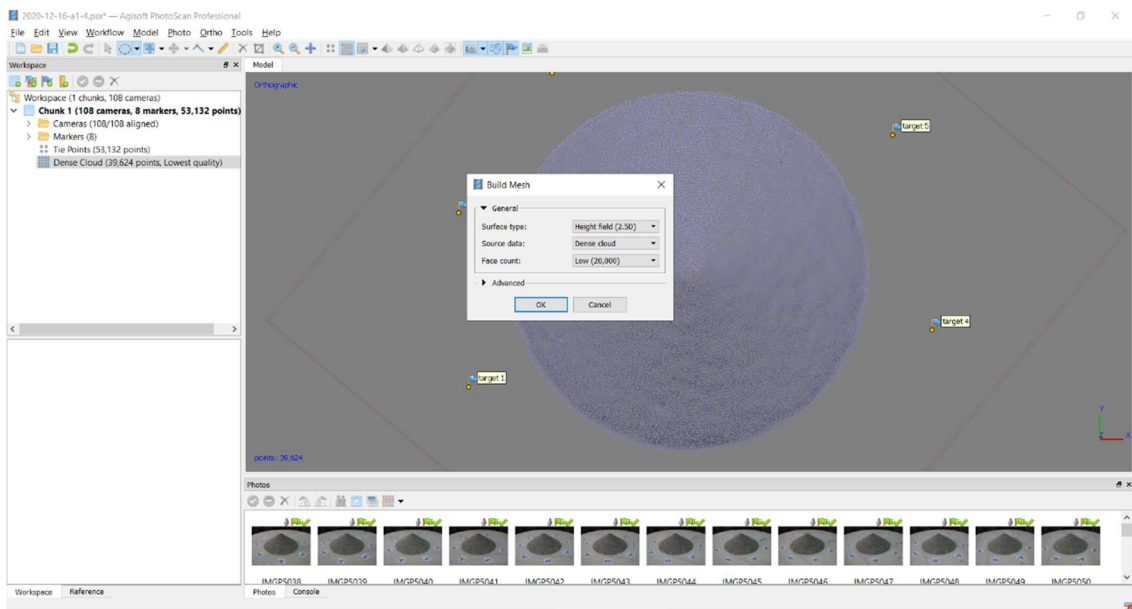 2020-12-16-a1-4.psx* — Agisoft PhotoScan Professional
File Edit View Workflow Model Photo Ortho Tools Help
Workspace
Workspace (1 chunks, 108 cameras)
Chunk 1 (108 cameras, 8 markers, 53,132 points)
Cameras (108/108 aligned)
Markers (8)
Tie Points (53,132 points)
Dense Cloud (39,624 points, Lowest quality)
Workspace Reference
Model
Orthographic
target 5
target 4
target 1
Build Mesh
General
Surface type: Height field (2.5D)
Source data: Dense cloud
Face count: Low (20,000)
Advanced
OK Cancel
points: 39,624
Y
Z X
Photos
IMGP5038 IMGP5039 IMGP5040 IMGP5041 IMGP5042 IMGP5043 IMGP5044 IMGP5045 IMGP5046 IMGP5047 IMGP5048 IMGP5049 IMGP5050
Photos Console